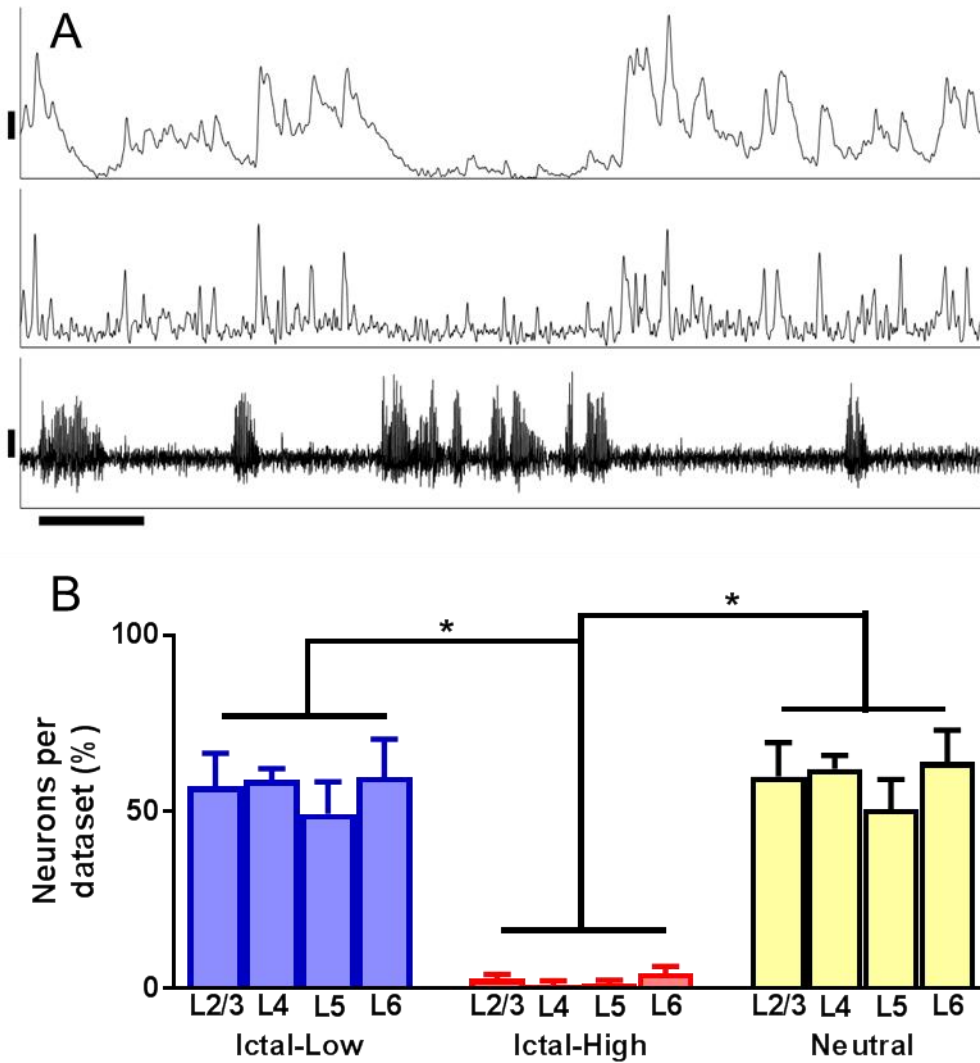 A
B
*
*
100
Neurons per
dataset (%)
50
0
L2/3 L4 L5 L6 L2/3 L4 L5 L6 L2/3 L4 L5 L6
Ictal-Low Ictal-High Neutral